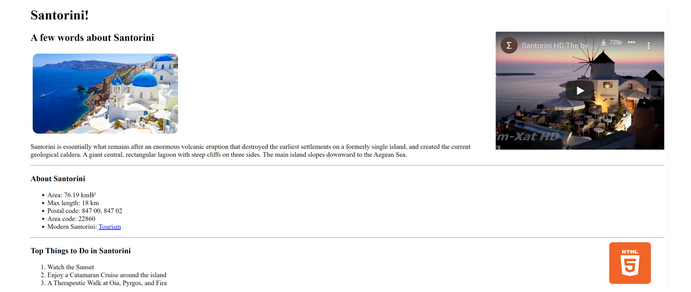 Santorini!
A few words about Santorini
Σ Santorini HD The be
720p
m-Xat HD
Santorini is essentially what remains after an enormous volcanic eruption that destroyed the earliest settlements on a formerly single island, and created the current
geological caldera. A giant central, rectangular lagoon with steep cliffs on three sides. The main island slopes downward to the Aegean Sea.
About Santorini
Area: 76.19 kmB²
Max length: 18 km
Postal code: 847 00, 847 02
Area code: 22860
Modern Santorini: Tourism
Top Things to Do in Santorini
HTML
5
1. Watch the Sunset
2. Enjoy a Catamaran Cruise around the island
3. A Therapeutic Walk at Oia, Pyrgos, and Fira